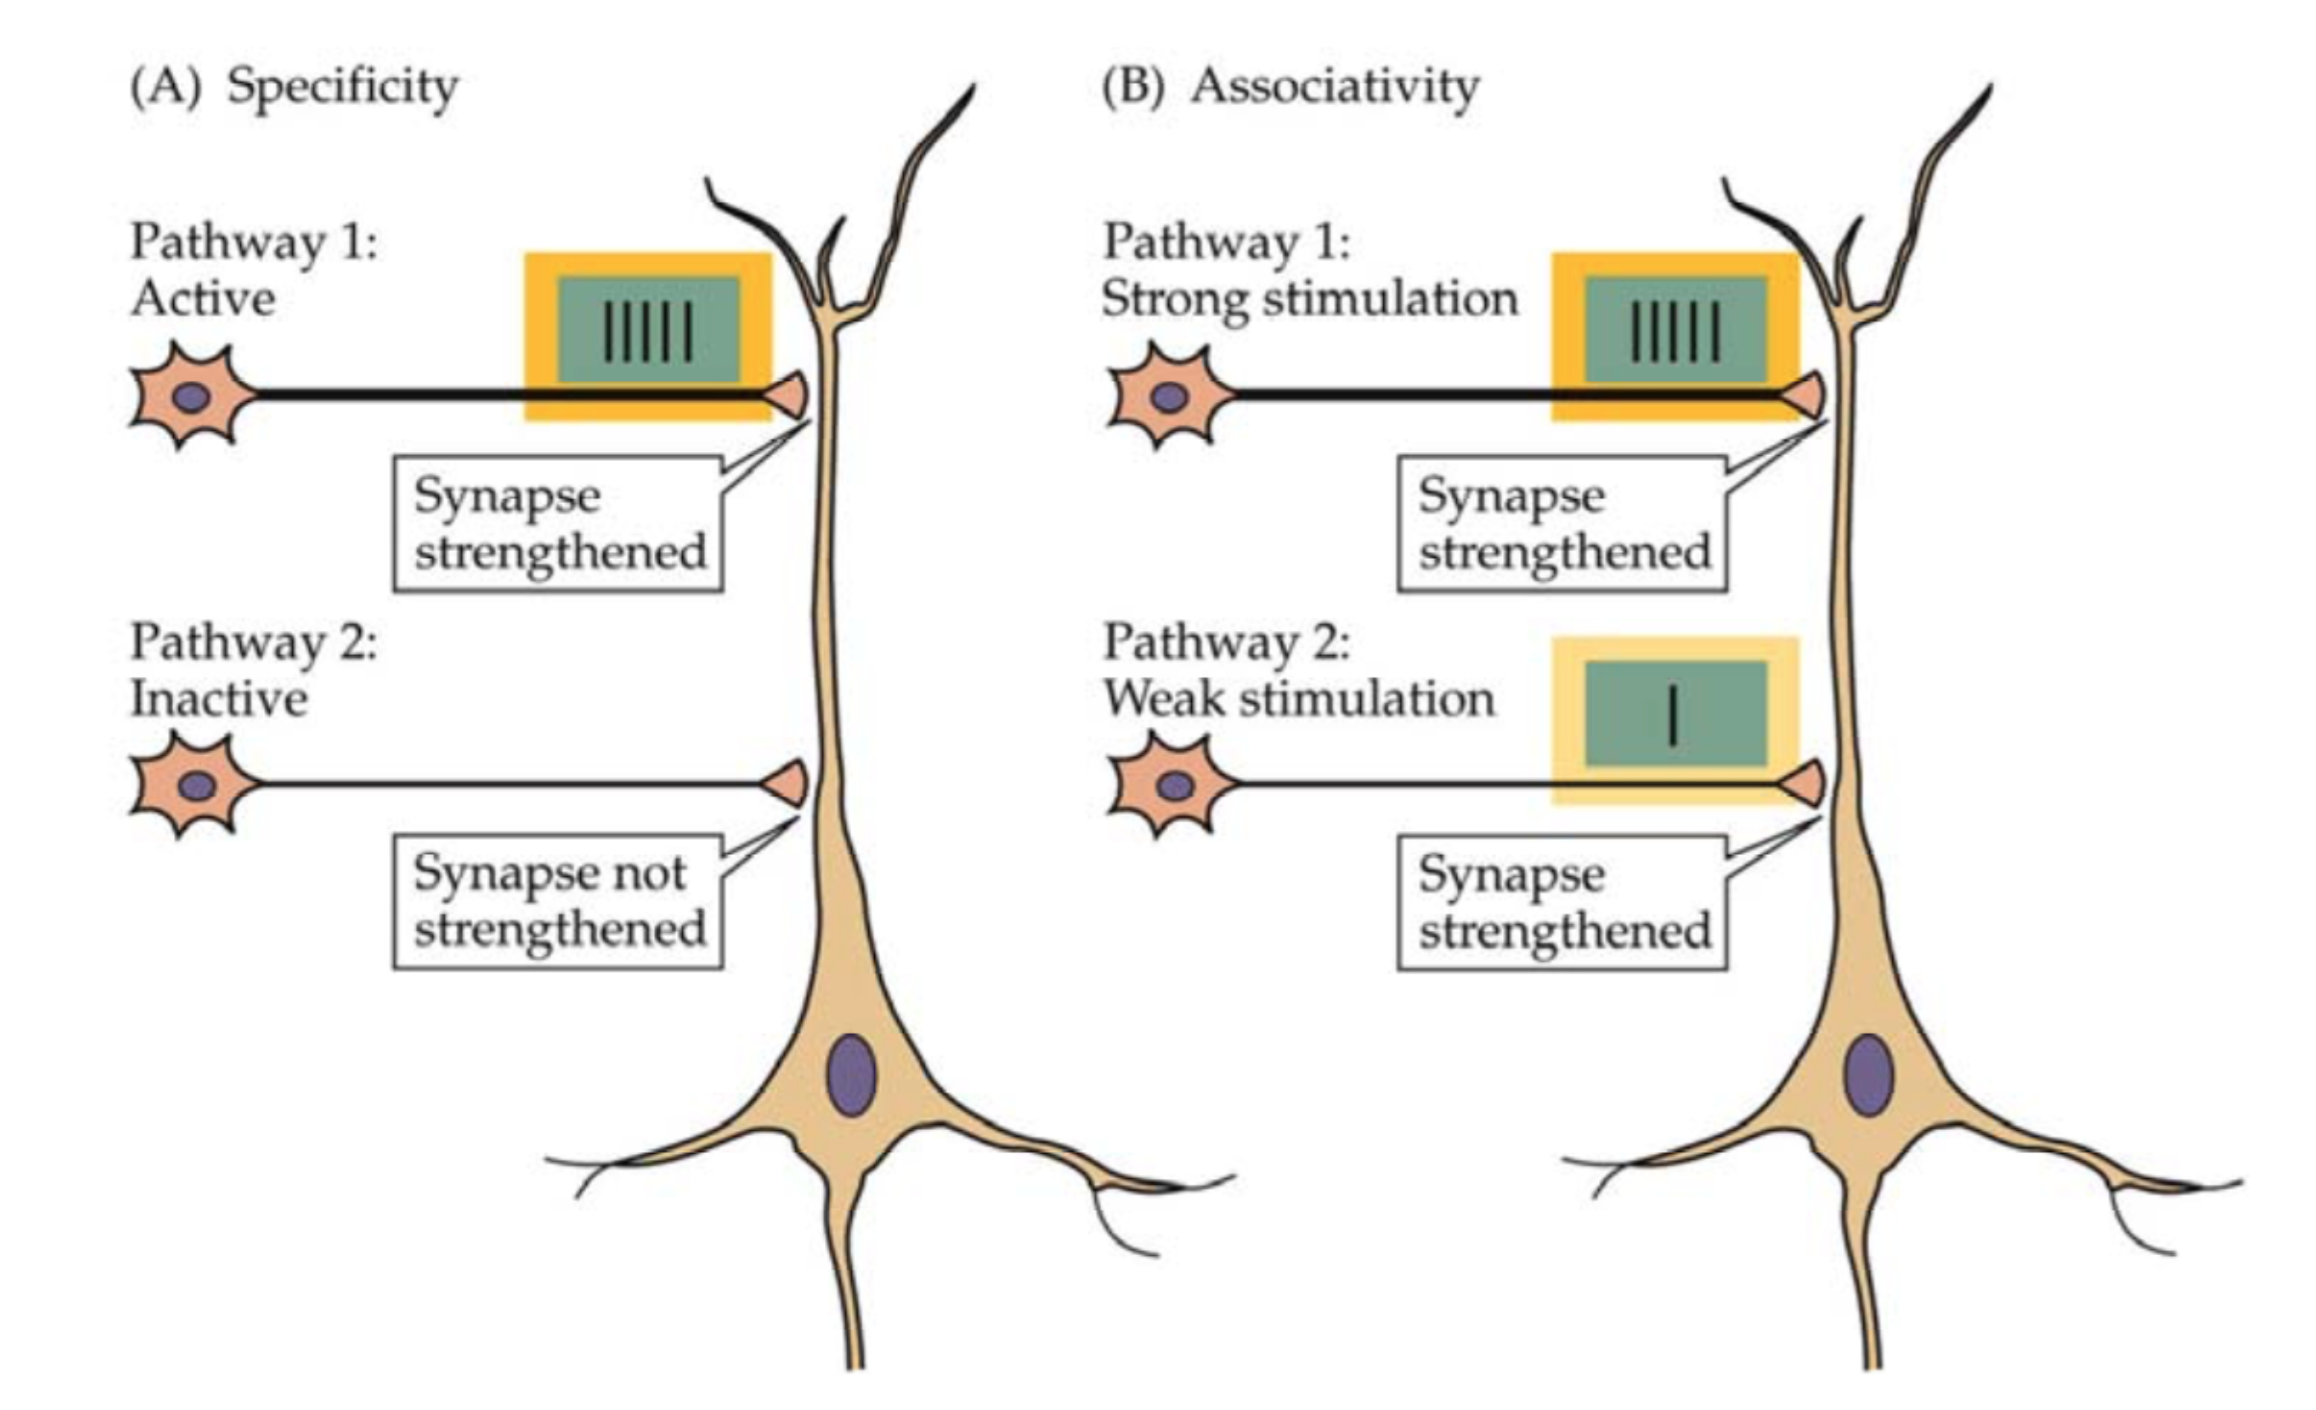 (A) Specificity
Pathway 1:
Active
Synapse
strengthened
Pathway 2:
Inactive
Synapse not
strengthened
(B) Associativity
Pathway 1:
Strong stimulation
Synapse
strengthened
Pathway 2:
Weak stimulation
Synapse
strengthened